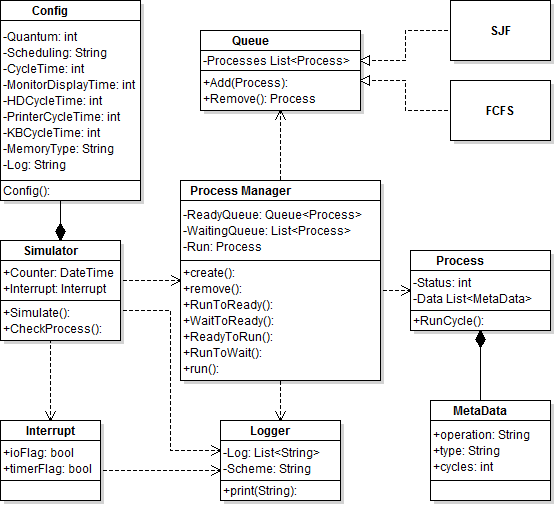 Config
-Quantum: int
-Scheduling: String
-CycleTime: int
-MonitorDisplayTime: int
-HDCycleTime: int
-PrinterCycleTime: int
-KBCycleTime: int
-MemoryType: String
-Log: String
Config():
Queue
-Processes List<Process>
+Add(Process):
+Remove(): Process
SJF
FCFS
Simulator
+Counter: DateTime
+Interrupt: Interrupt
+Simulate():
+CheckProcess():
Process Manager
-ReadyQueue: Queue<Process>
-WaitingQueue: List<Process>
-Run: Process
+create():
+remove():
+RunToReady():
+WaitToReady():
+ReadyToRun():
+RunToWait():
+run():
Process
-Status: int
-Data List<MetaData>
+RunCycle():
Interrupt
+ioFlag: bool
+timerFlag: bool
Logger
-Log: List<String>
-Scheme: String
+print(String):
MetaData
+operation: String
+type: String
+cycles: int